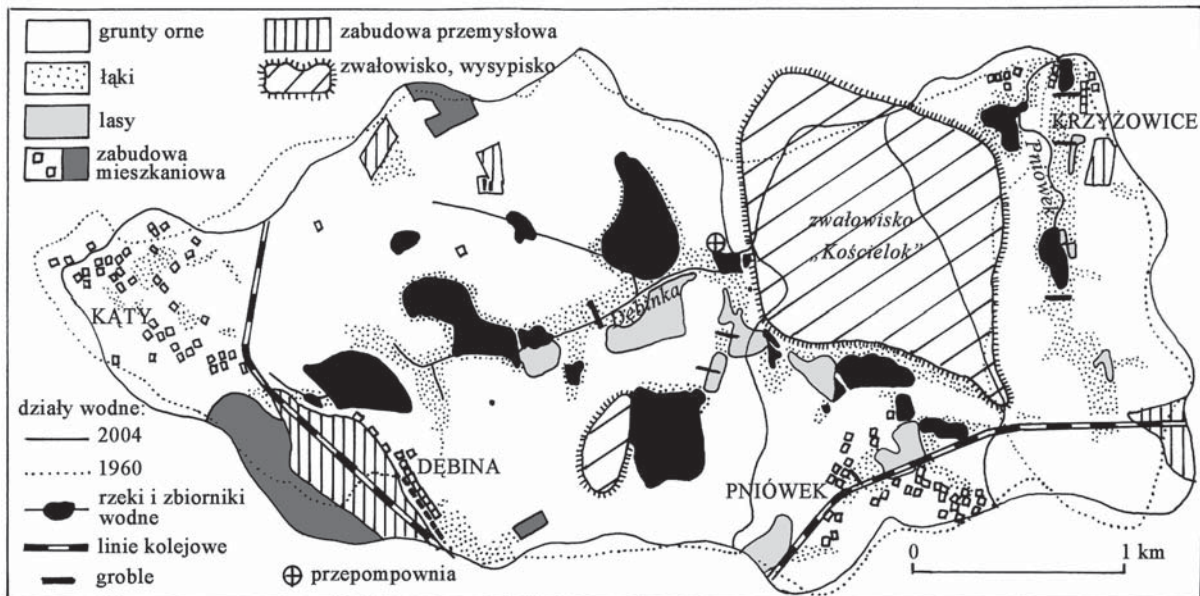 grunty orne
łąki
lasy
zabudowa
mieszkaniowa
zabudowa przemysłowa
zwałowisko, wysypisko
KRZYŻOWICE
Pniówek
zwałowisko
„Kościelok”
Dębinka
KĄTY
DĘBINA
PNIÓWEK
działy wodne:
2004
1960
rzeki i zbiorniki
wodne
linie kolejowe
groble
przepompownia
0 1 km